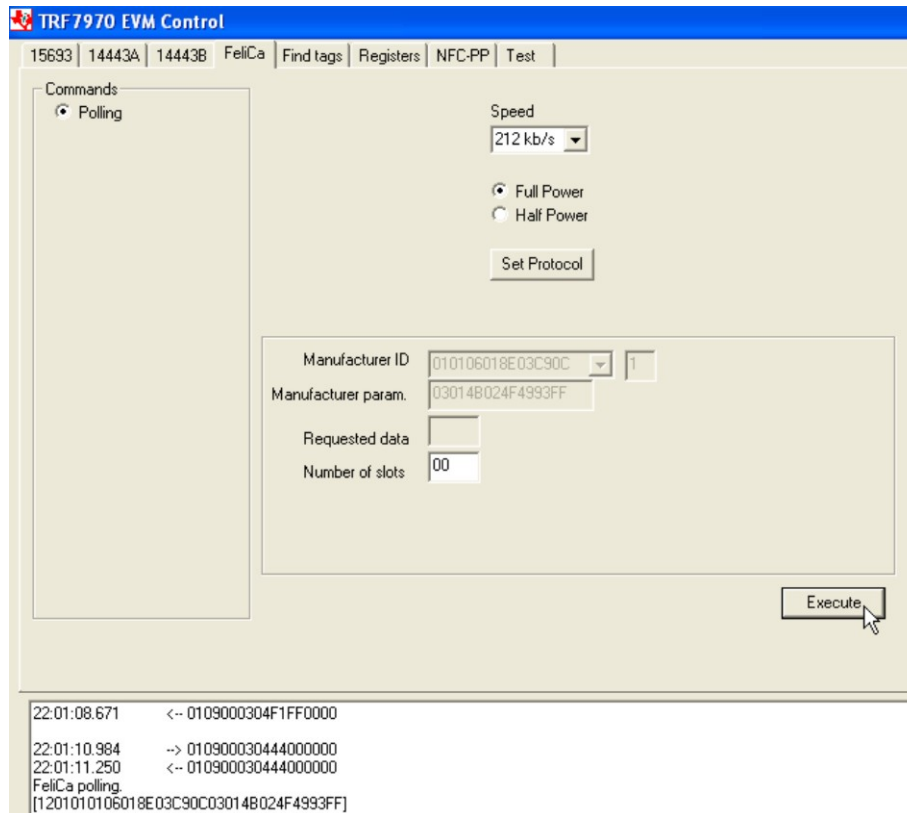 TRF7970 EVM Control
15693 14443A 14443B FeliCa Find tags Registers NFC-PP Test
Commands
Polling
Speed
212 kb/s
Full Power
Half Power
Set Protocol
Manufacturer ID 010106018E03C90C 1
Manufacturer param. 03014B024F4993FF
Requested data
Number of slots 00
Execute
22:01:08.671 <-- 0109000304F1FF0000
22:01:10.984 --> 010900030444000000
22:01:11.250 <-- 010900030444000000
FeliCa polling.
[1201010106018E03C90C03014B024F4993FF]